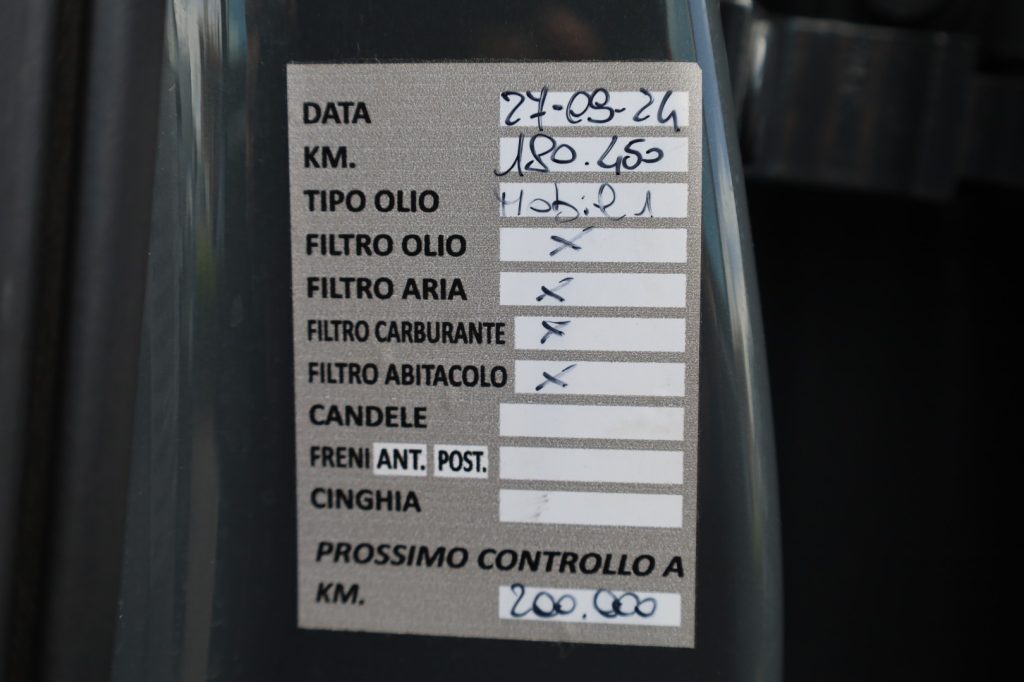 DATA 27-09-24
KM. 180.450
TIPO OLIO Mobil 1
FILTRO OLIO X
FILTRO ARIA X
FILTRO CARBURANTE X
FILTRO ABITACOLO X
CANDELE
FRENI ANT. POST.
CINGHIA
PROSSIMO CONTROLLO A
KM. 200.000